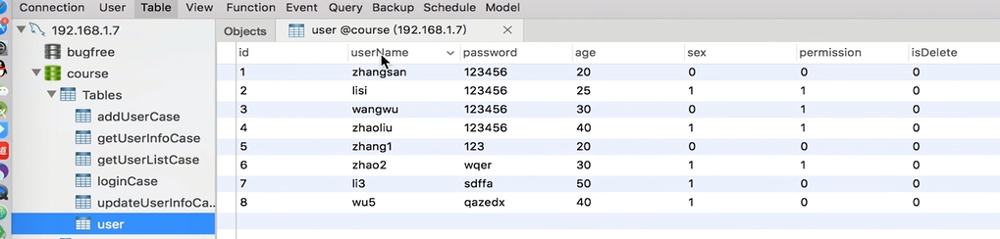 Connection User Table View Function Event Query Backup Schedule Model
192.168.1.7
bugfree
course
Tables
addUserCase
getUserInfoCase
getUserListCase
loginCase
updateUserInfoCa..
user
Objects user @course (192.168.1.7)
id userName password age sex permission isDelete
1 zhangsan 123456 20 0 0 0
2 lisi 123456 25 1 1 0
3 wangwu 123456 30 0 1 0
4 zhaoliu 123456 40 1 1 0
5 zhang1 123 20 0 0 0
6 zhao2 wqer 30 1 1 0
7 li3 sdffa 50 1 0 0
8 wu5 qazedx 40 1 0 0